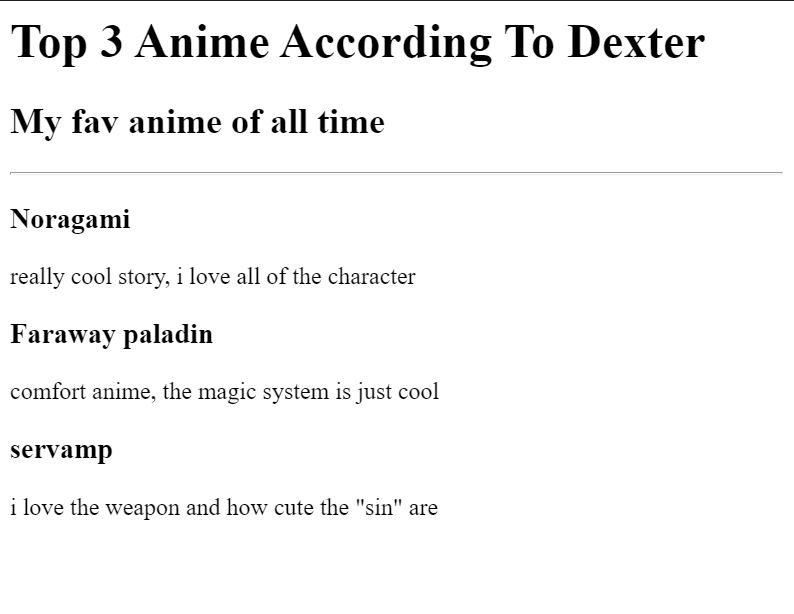 Top 3 Anime According To Dexter
My fav anime of all time
Noragami
really cool story, i love all of the character
Faraway paladin
comfort anime, the magic system is just cool
servamp
i love the weapon and how cute the "sin" are